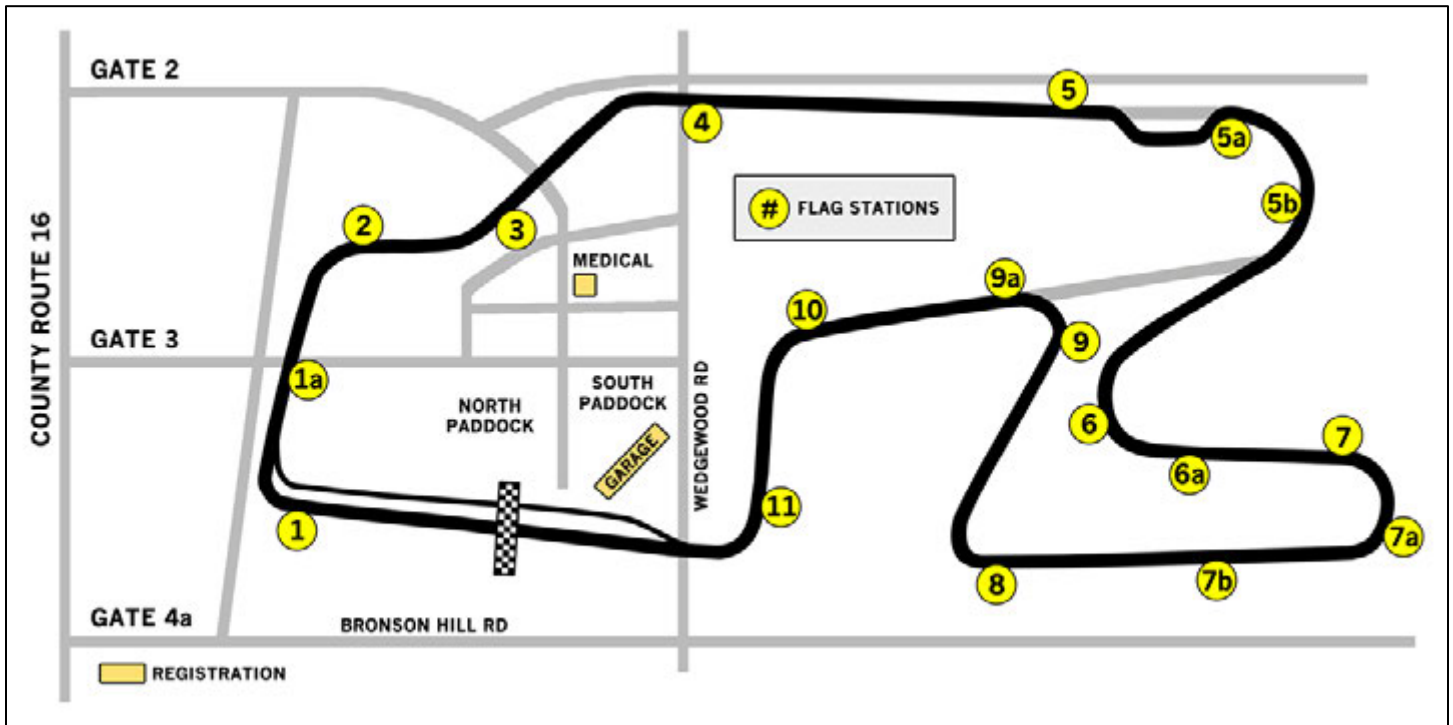 GATE 2
5
4
5a
# FLAG STATIONS
5b
2
3
COUNTY ROUTE 16
MEDICAL
9a
10
9
GATE 3
1a
WEDGEWOOD RD
SOUTH
PADDOCK
NORTH
PADDOCK
GARAGE
6
7
6a
11
1
7a
8
7b
GATE 4a
BRONSON HILL RD
REGISTRATION